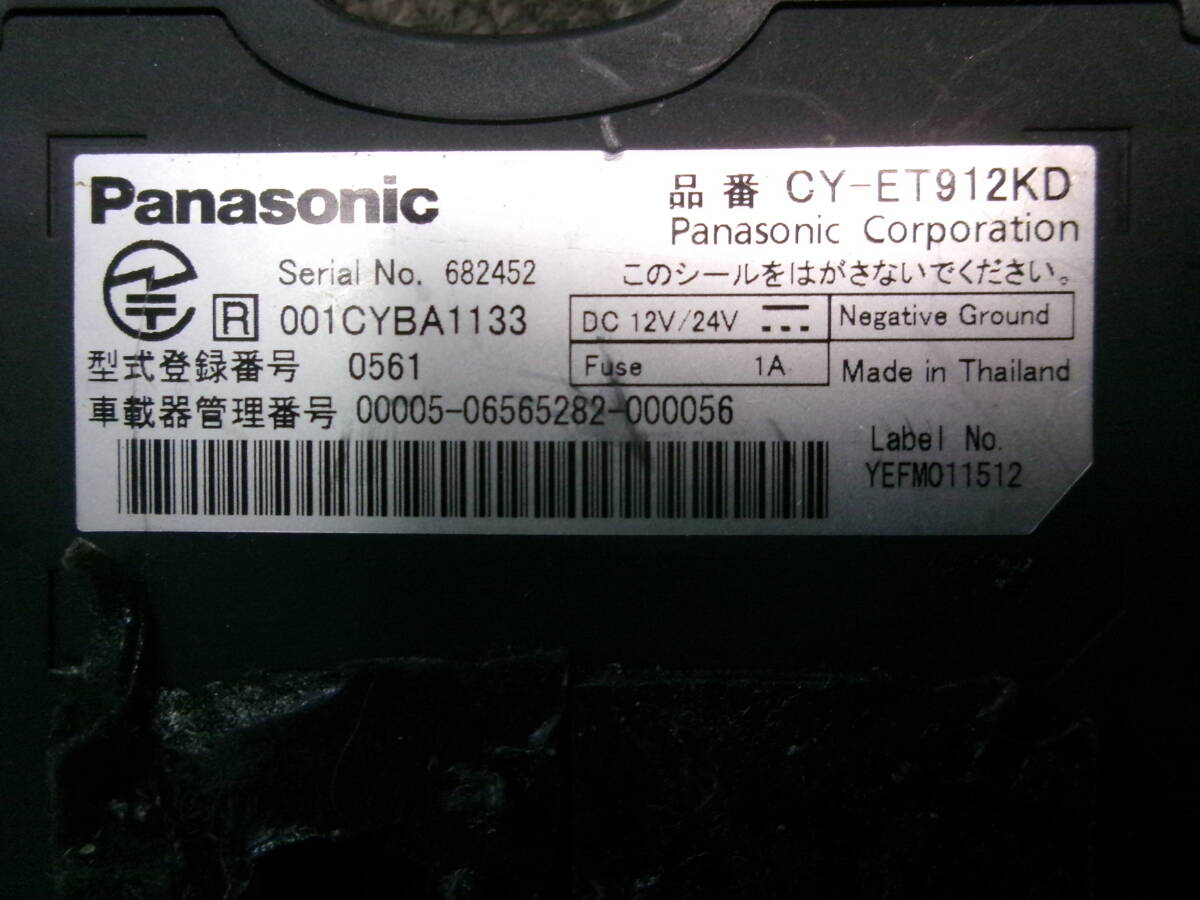 Panasonic
品番 CY-ET912KD
Panasonic Corporation
Serial No. 682452
このシールをはがさないでください。
R 001CYBA1133
DC 12V/24V
Negative Ground
型式登録番号 0561
Fuse 1A
Made in Thailand
車載器管理番号 00005-06565282-000056
Label No.
YEFM011512